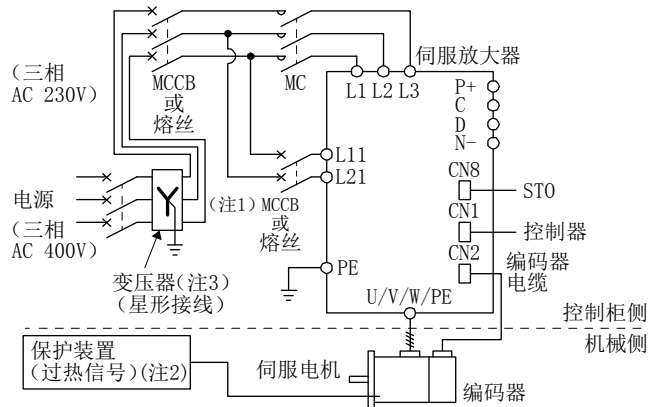 伺服放大器
（三相
AC 230V）
MCCB
或
熔丝
MC
L1 L2 L3
P+
C
D
N-
L11
L21
CN8
STO
电源
（注1）
MCCB
或
熔丝
CN1
控制器
（三相
AC 400V）
CN2
编码器
电缆
变压器（注3）
（星形接线）
PE
U/V/W/PE
控制柜侧
机械侧
保护装置
（过热信号）（注2）
伺服电机
编码器